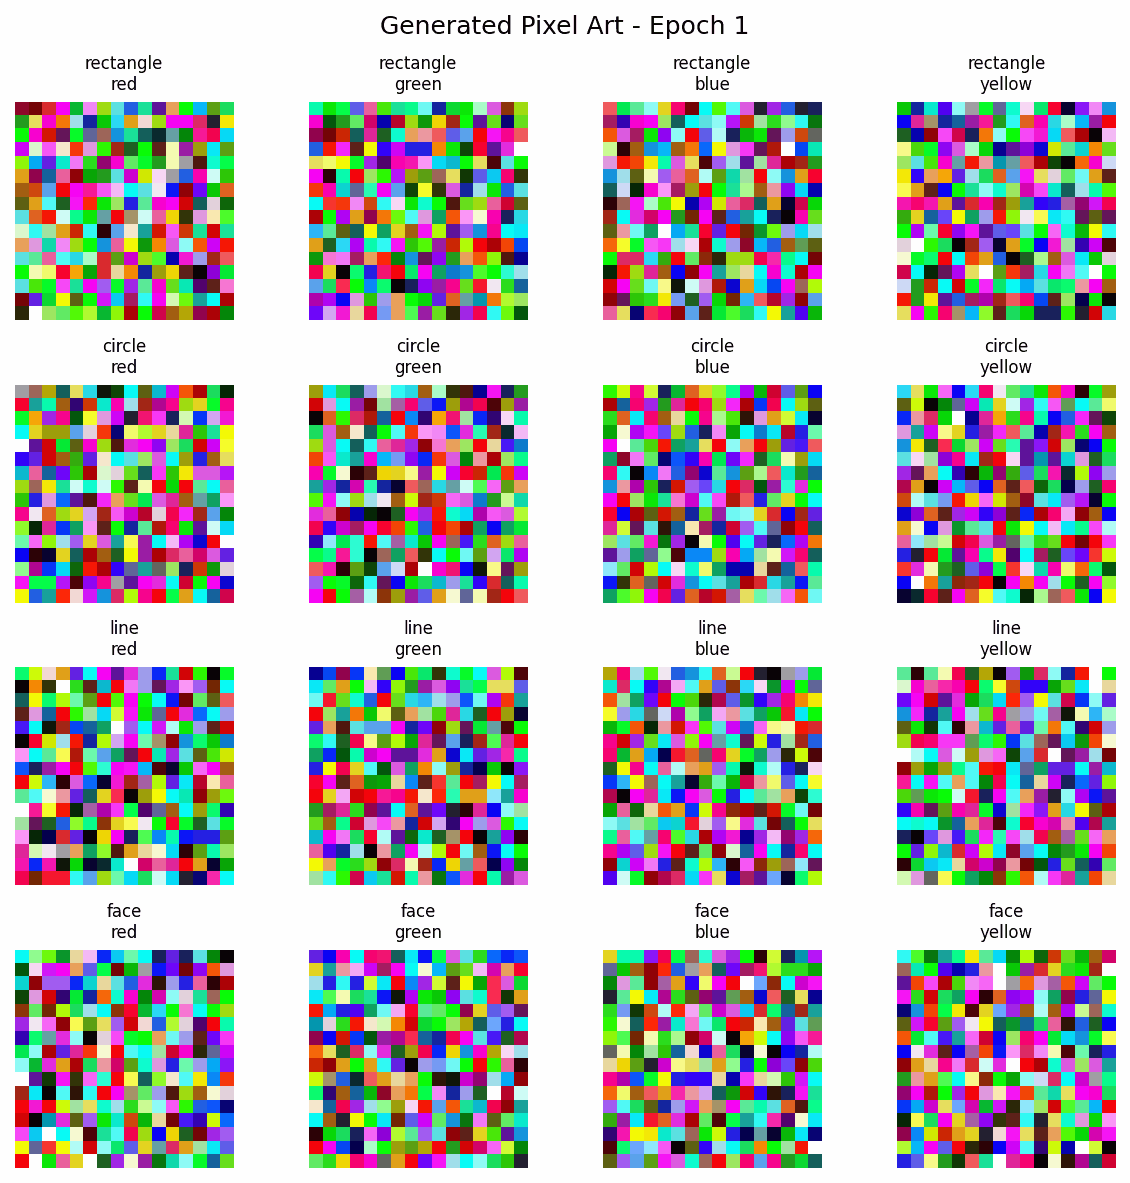 Generated Pixel Art - Epoch 1
rectangle
red
rectangle
green
rectangle
blue
rectangle
yellow
circle
red
circle
green
circle
blue
circle
yellow
line
red
line
green
line
blue
line
yellow
face
red
face
green
face
blue
face
yellow